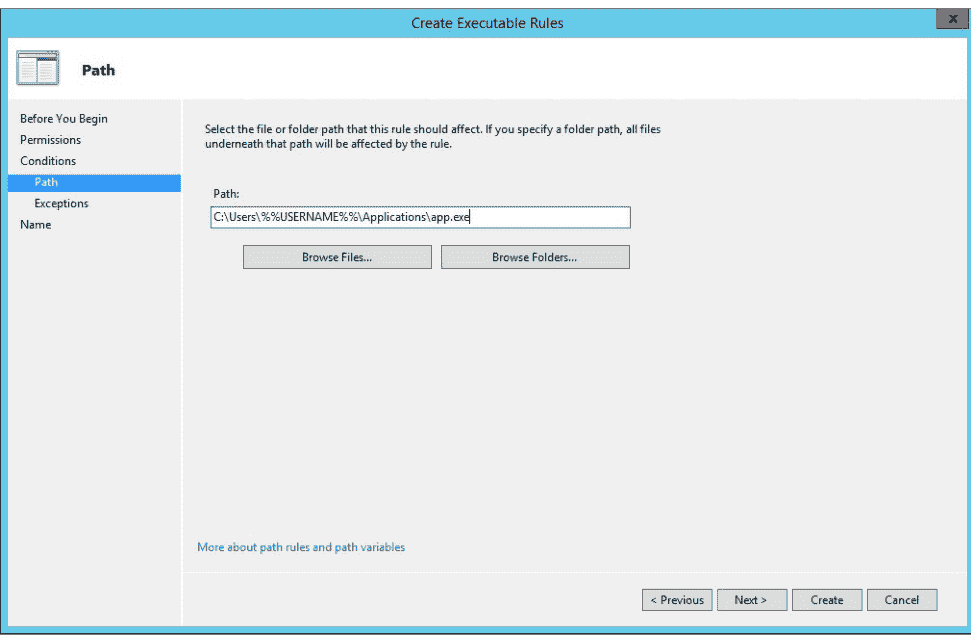 Create Executable Rules
x
Path
Before You Begin
Permissions
Conditions
Path
Exceptions
Name
Select the file or folder path that this rule should affect. If you specify a folder path, all files
underneath that path will be affected by the rule.
Path:
C:\Users\%%USERNAME%%\Applications\app.exe
Browse Files... Browse Folders...
More about path rules and path variables
< Previous Next > Create Cancel